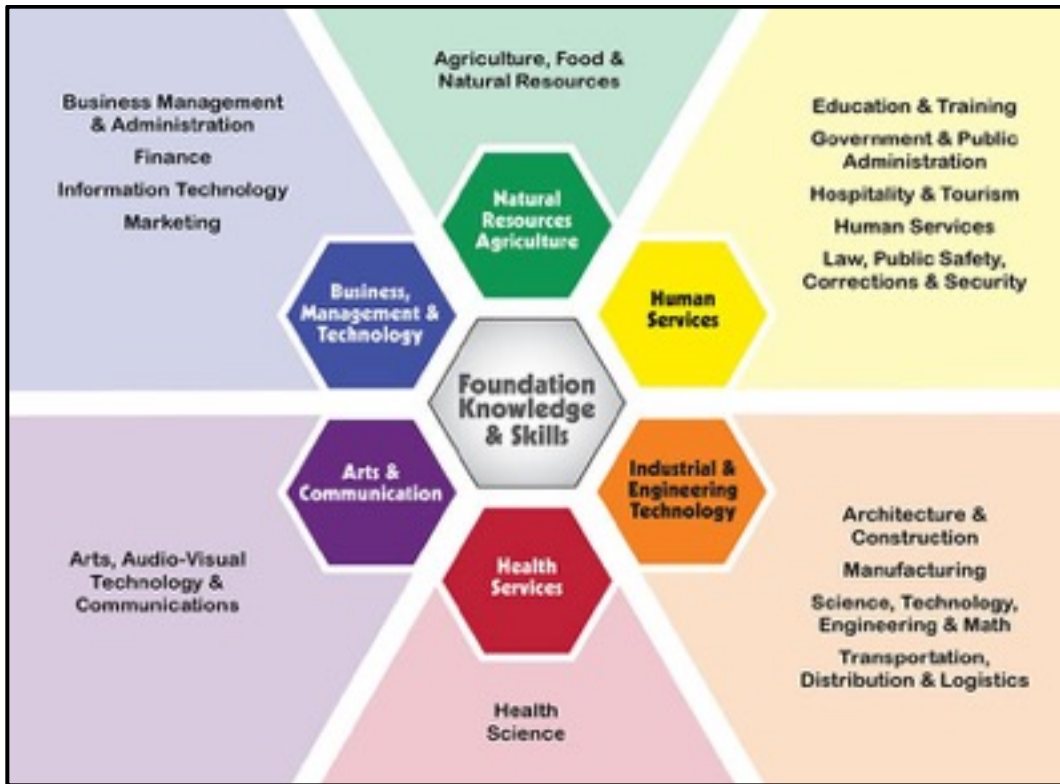 Agriculture, Food &
Natural Resources
Business Management
& Administration
Finance
Information Technology
Marketing
Education & Training
Government & Public
Administration
Hospitality & Tourism
Human Services
Law, Public Safety,
Corrections & Security
Natural
Resources
Agriculture
Business,
Management &
Technology
Human
Services
Foundation
Knowledge
& Skills
Arts &
Communication
Industrial &
Engineering
Technology
Health
Services
Arts, Audio-Visual
Technology &
Communications
Architecture &
Construction
Manufacturing
Science, Technology,
Engineering & Math
Transportation,
Distribution & Logistics
Health
Science